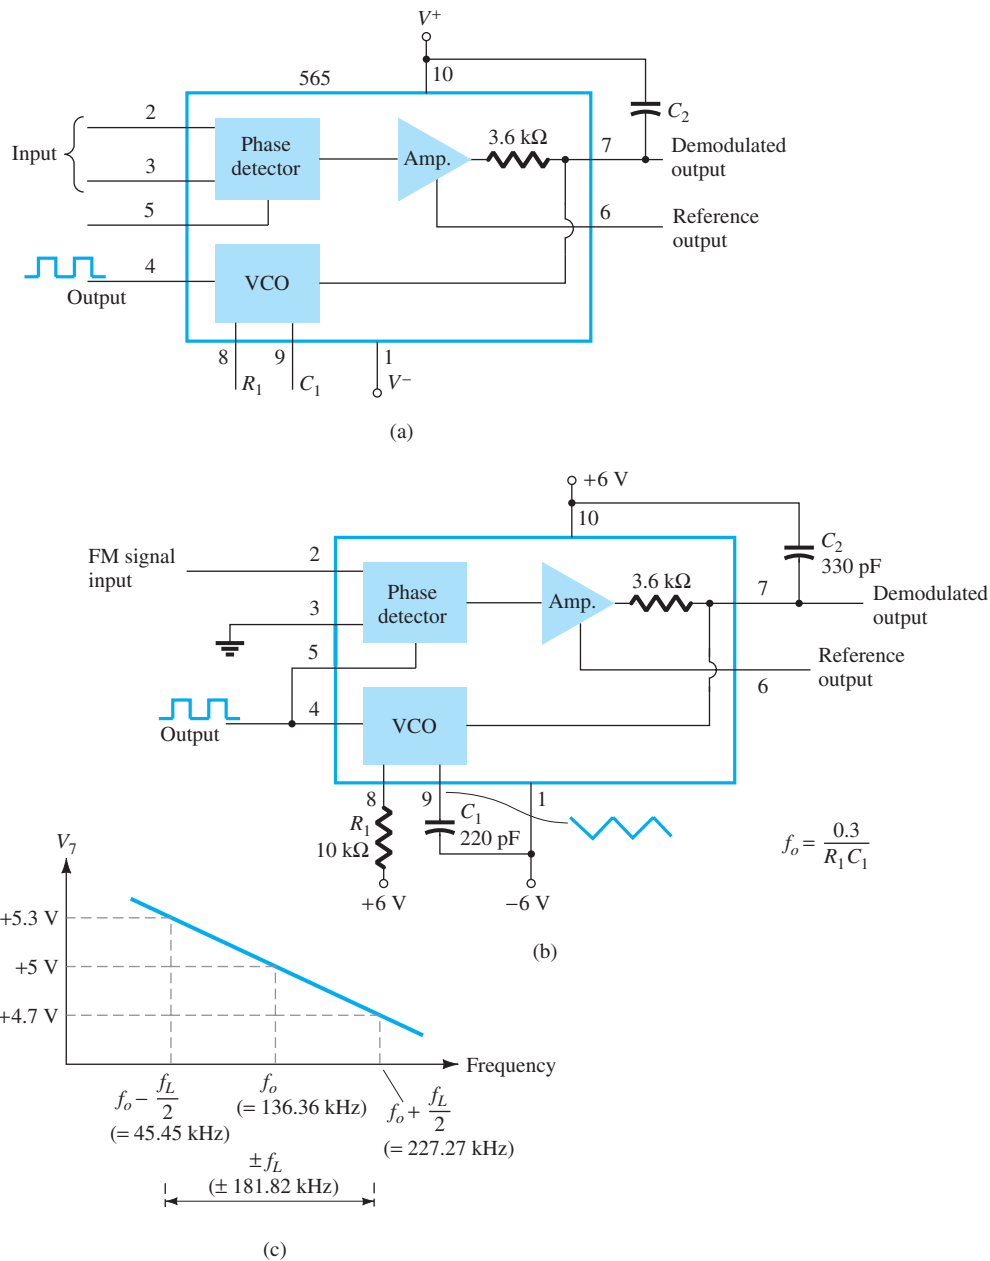 V⁺
10
565
2
Input
3
5
4
Output
Phase
detector
Amp.
3.6 kΩ
7
C₂
Demodulated
output
6
Reference
output
VCO
8
R₁
9
C₁
1
V⁻
(a)
+6 V
10
FM signal
input
2
3
5
4
Output
Phase
detector
Amp.
3.6 kΩ
7
C₂
330 pF
Demodulated
output
6
Reference
output
VCO
8
R₁
10 kΩ
+6 V
9
C₁
220 pF
1
−6 V
fₒ = 0.3 / R₁C₁
(b)
V₇
+5.3 V
+5 V
+4.7 V
Frequency
fₒ − f_L / 2
(= 45.45 kHz)
fₒ
(= 136.36 kHz)
fₒ + f_L / 2
(= 227.27 kHz)
±f_L
(± 181.82 kHz)
(c)